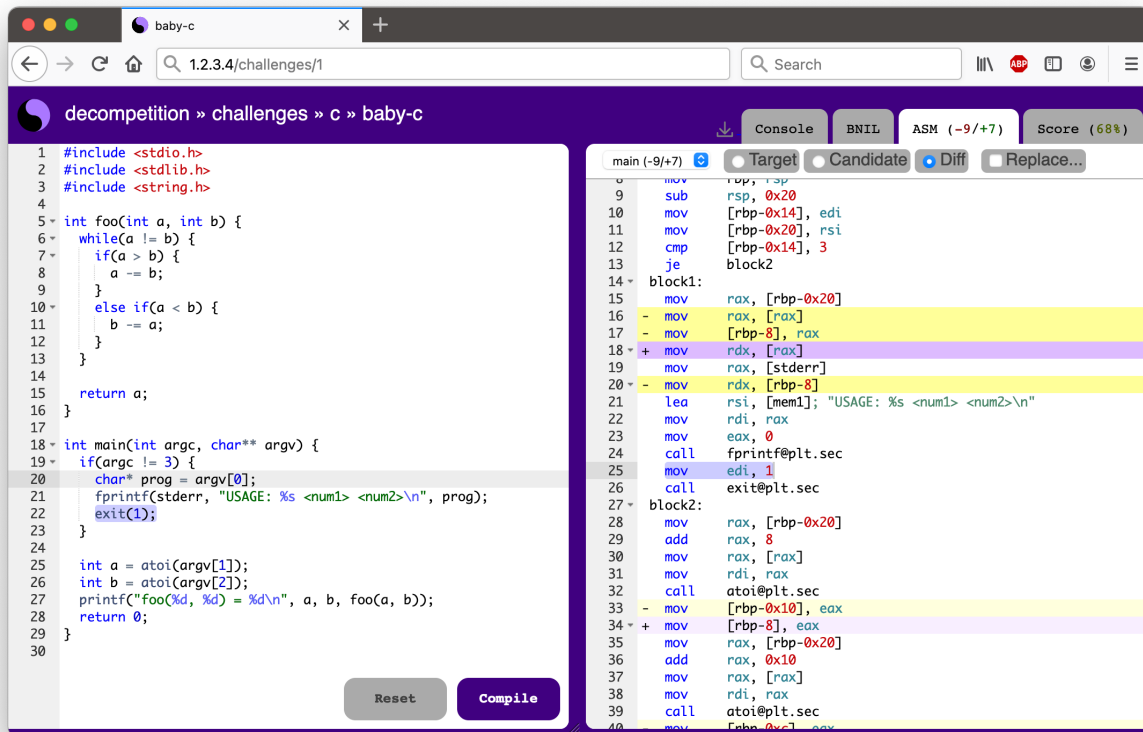 baby-c
1.2.3.4/challenges/1
Search
ABP
decompetition » challenges » c » baby-c
Console
BNIL
ASM (-9/+7)
Score (68%)
main (-9/+7)
Target
Candidate
Diff
Replace...
1 #include <stdio.h>
2 #include <stdlib.h>
3 #include <string.h>
4
5 int foo(int a, int b) {
6 while(a != b) {
7 if(a > b) {
8 a -= b;
9 }
10 else if(a < b) {
11 b -= a;
12 }
13 }
14
15 return a;
16 }
17
18 int main(int argc, char** argv) {
19 if(argc != 3) {
20 char* prog = argv[0];
21 fprintf(stderr, "USAGE: %s <num1> <num2>\n", prog);
22 exit(1);
23 }
24
25 int a = atoi(argv[1]);
26 int b = atoi(argv[2]);
27 printf("foo(%d, %d) = %d\n", a, b, foo(a, b));
28 return 0;
29 }
30
Reset
Compile
8 mov rbp, rsp
9 sub rsp, 0x20
10 mov [rbp-0x14], edi
11 mov [rbp-0x20], rsi
12 cmp [rbp-0x14], 3
13 je block2
14 block1:
15 mov rax, [rbp-0x20]
16 - mov rax, [rax]
17 - mov [rbp-8], rax
18 + mov rdx, [rax]
19 mov rax, [stderr]
20 - mov rdx, [rbp-8]
21 lea rsi, [mem1]; "USAGE: %s <num1> <num2>\n"
22 mov rdi, rax
23 mov eax, 0
24 call fprintf@plt.sec
25 mov edi, 1
26 call exit@plt.sec
27 block2:
28 mov rax, [rbp-0x20]
29 add rax, 8
30 mov rax, [rax]
31 mov rdi, rax
32 call atoi@plt.sec
33 - mov [rbp-0x10], eax
34 + mov [rbp-8], eax
35 mov rax, [rbp-0x20]
36 add rax, 0x10
37 mov rax, [rax]
38 mov rdi, rax
39 call atoi@plt.sec
40 - mov [rbp-0xc], eax